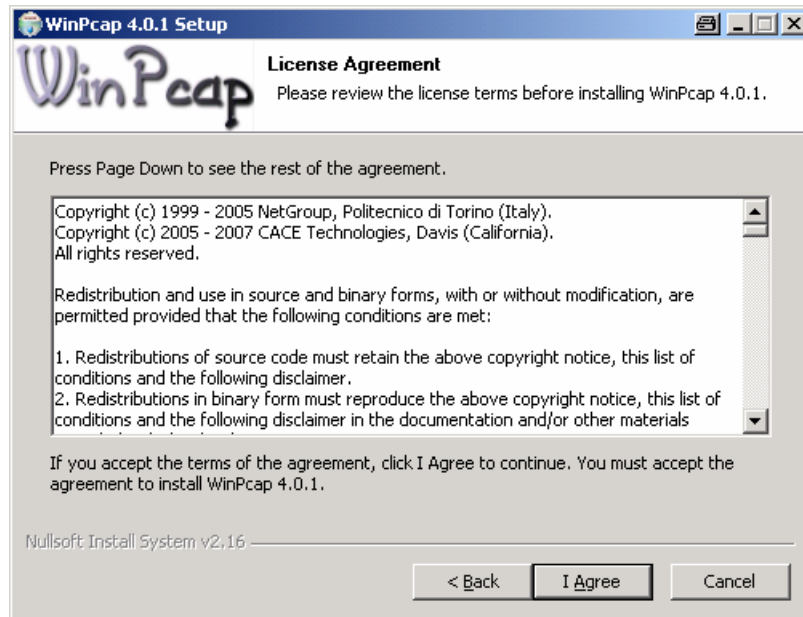 WinPcap 4.0.1 Setup
WinPcap
License Agreement
Please review the license terms before installing WinPcap 4.0.1.
Press Page Down to see the rest of the agreement.
Copyright (c) 1999 - 2005 NetGroup, Politecnico di Torino (Italy).
Copyright (c) 2005 - 2007 CACE Technologies, Davis (California).
All rights reserved.
Redistribution and use in source and binary forms, with or without modification, are
permitted provided that the following conditions are met:
1. Redistributions of source code must retain the above copyright notice, this list of
conditions and the following disclaimer.
2. Redistributions in binary form must reproduce the above copyright notice, this list of
conditions and the following disclaimer in the documentation and/or other materials
If you accept the terms of the agreement, click I Agree to continue. You must accept the
agreement to install WinPcap 4.0.1.
Nullsoft Install System v2.16
< Back
I Agree
Cancel